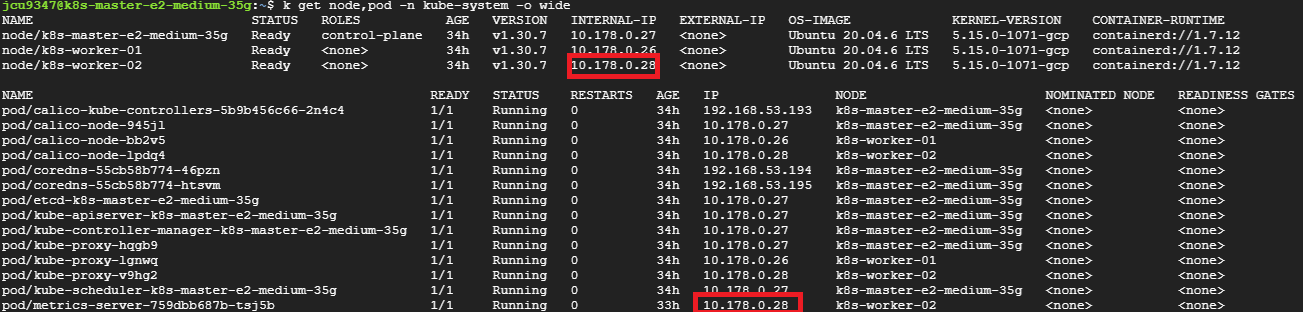 jcu9347@k8s-master-e2-medium-35g:~$ k get node,pod -n kube-system -o wide
NAME STATUS ROLES AGE VERSION INTERNAL-IP EXTERNAL-IP OS-IMAGE KERNEL-VERSION CONTAINER-RUNTIME
node/k8s-master-e2-medium-35g Ready control-plane 34h v1.30.7 10.178.0.27 <none> Ubuntu 20.04.6 LTS 5.15.0-1071-gcp containerd://1.7.12
node/k8s-worker-01 Ready <none> 34h v1.30.7 10.178.0.26 <none> Ubuntu 20.04.6 LTS 5.15.0-1071-gcp containerd://1.7.12
node/k8s-worker-02 Ready <none> 34h v1.30.7 10.178.0.28 <none> Ubuntu 20.04.6 LTS 5.15.0-1071-gcp containerd://1.7.12
NAME READY STATUS RESTARTS AGE IP NODE NOMINATED NODE READINESS GATES
pod/calico-kube-controllers-5b9b456c66-2n4c4 1/1 Running 0 34h 192.168.53.193 k8s-master-e2-medium-35g <none> <none>
pod/calico-node-945jl 1/1 Running 0 34h 10.178.0.27 k8s-master-e2-medium-35g <none> <none>
pod/calico-node-bb2v5 1/1 Running 0 34h 10.178.0.26 k8s-worker-01 <none> <none>
pod/calico-node-lpdq4 1/1 Running 0 34h 10.178.0.28 k8s-worker-02 <none> <none>
pod/coredns-55cb58b774-46pzn 1/1 Running 0 34h 192.168.53.194 k8s-master-e2-medium-35g <none> <none>
pod/coredns-55cb58b774-htsvm 1/1 Running 0 34h 192.168.53.195 k8s-master-e2-medium-35g <none> <none>
pod/etcd-k8s-master-e2-medium-35g 1/1 Running 0 34h 10.178.0.27 k8s-master-e2-medium-35g <none> <none>
pod/kube-apiserver-k8s-master-e2-medium-35g 1/1 Running 0 34h 10.178.0.27 k8s-master-e2-medium-35g <none> <none>
pod/kube-controller-manager-k8s-master-e2-medium-35g 1/1 Running 0 34h 10.178.0.27 k8s-master-e2-medium-35g <none> <none>
pod/kube-proxy-hqgb9 1/1 Running 0 34h 10.178.0.27 k8s-master-e2-medium-35g <none> <none>
pod/kube-proxy-lgnwq 1/1 Running 0 34h 10.178.0.26 k8s-worker-01 <none> <none>
pod/kube-proxy-v9hg2 1/1 Running 0 34h 10.178.0.28 k8s-worker-02 <none> <none>
pod/kube-scheduler-k8s-master-e2-medium-35g 1/1 Running 0 34h 10.178.0.27 k8s-master-e2-medium-35g <none> <none>
pod/metrics-server-759dbb687b-tsj5b 1/1 Running 0 33h 10.178.0.28 k8s-worker-02 <none> <none>